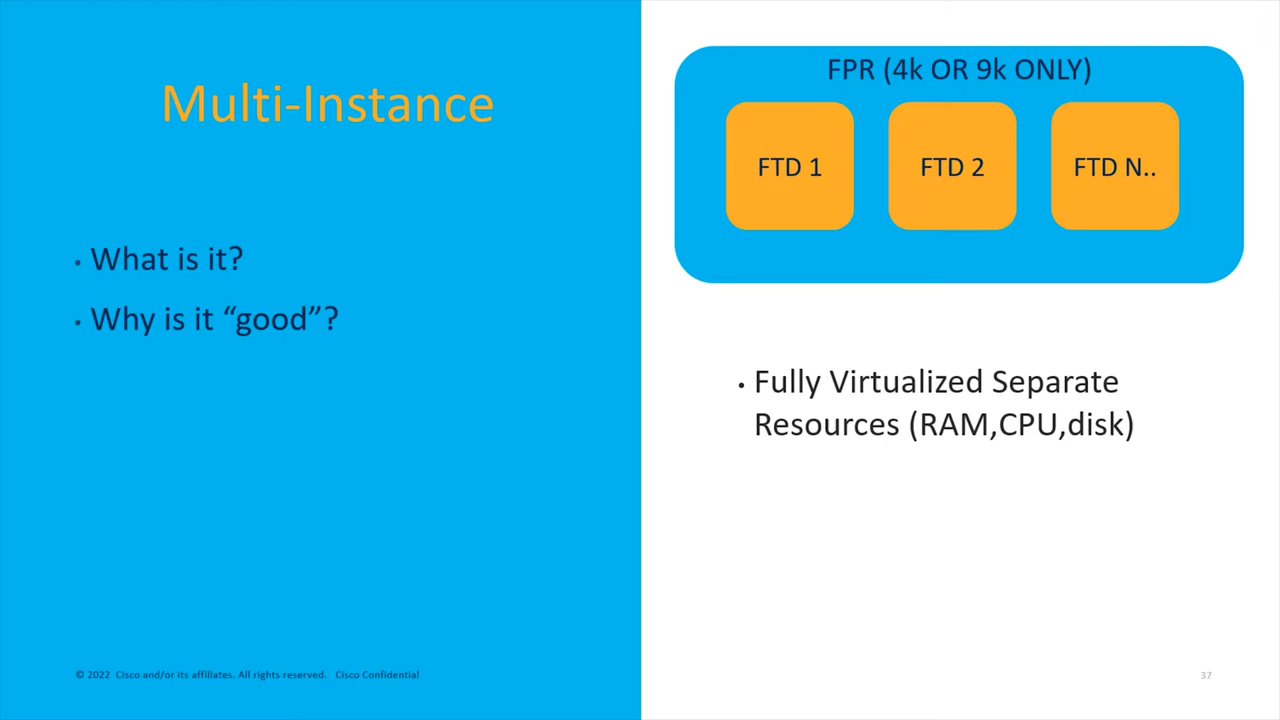 Multi-Instance
• What is it?
• Why is it “good”?
FPR (4k OR 9k ONLY)
FTD 1
FTD 2
FTD N..
• Fully Virtualized Separate
Resources (RAM,CPU,disk)
© 2022 Cisco and/or its affiliates. All rights reserved. Cisco Confidential
37